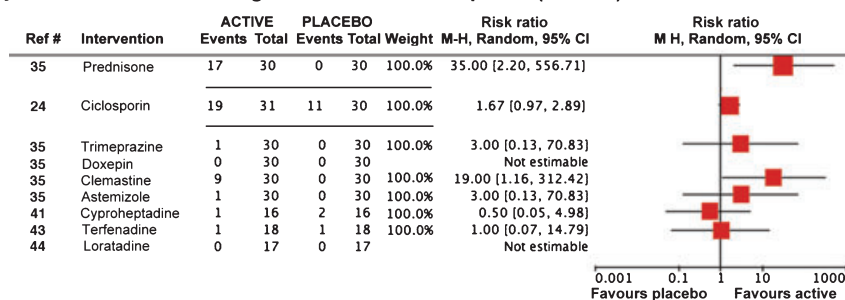 ACTIVE PLACEBO Risk ratio Risk ratio
Ref # Intervention Events Total Events Total Weight M-H, Random, 95% CI M H, Random, 95% CI
35 Prednisone 17 30 0 30 100.0% 35.00 [2.20, 556.71]
24 Ciclosporin 19 31 11 30 100.0% 1.67 [0.97, 2.89]
35 Trimeprazine 1 30 0 30 100.0% 3.00 [0.13, 70.83]
35 Doxepin 0 30 0 30 Not estimable
35 Clemastine 9 30 0 30 100.0% 19.00 [1.16, 312.42]
35 Astemizole 1 30 0 30 100.0% 3.00 [0.13, 70.83]
41 Cyproheptadine 1 16 2 16 100.0% 0.50 [0.05, 4.98]
43 Terfenadine 1 18 1 18 100.0% 1.00 [0.07, 14.79]
44 Loratadine 0 17 0 17 Not estimable
0.001 0.1 1 10 1000
Favours placebo Favours active